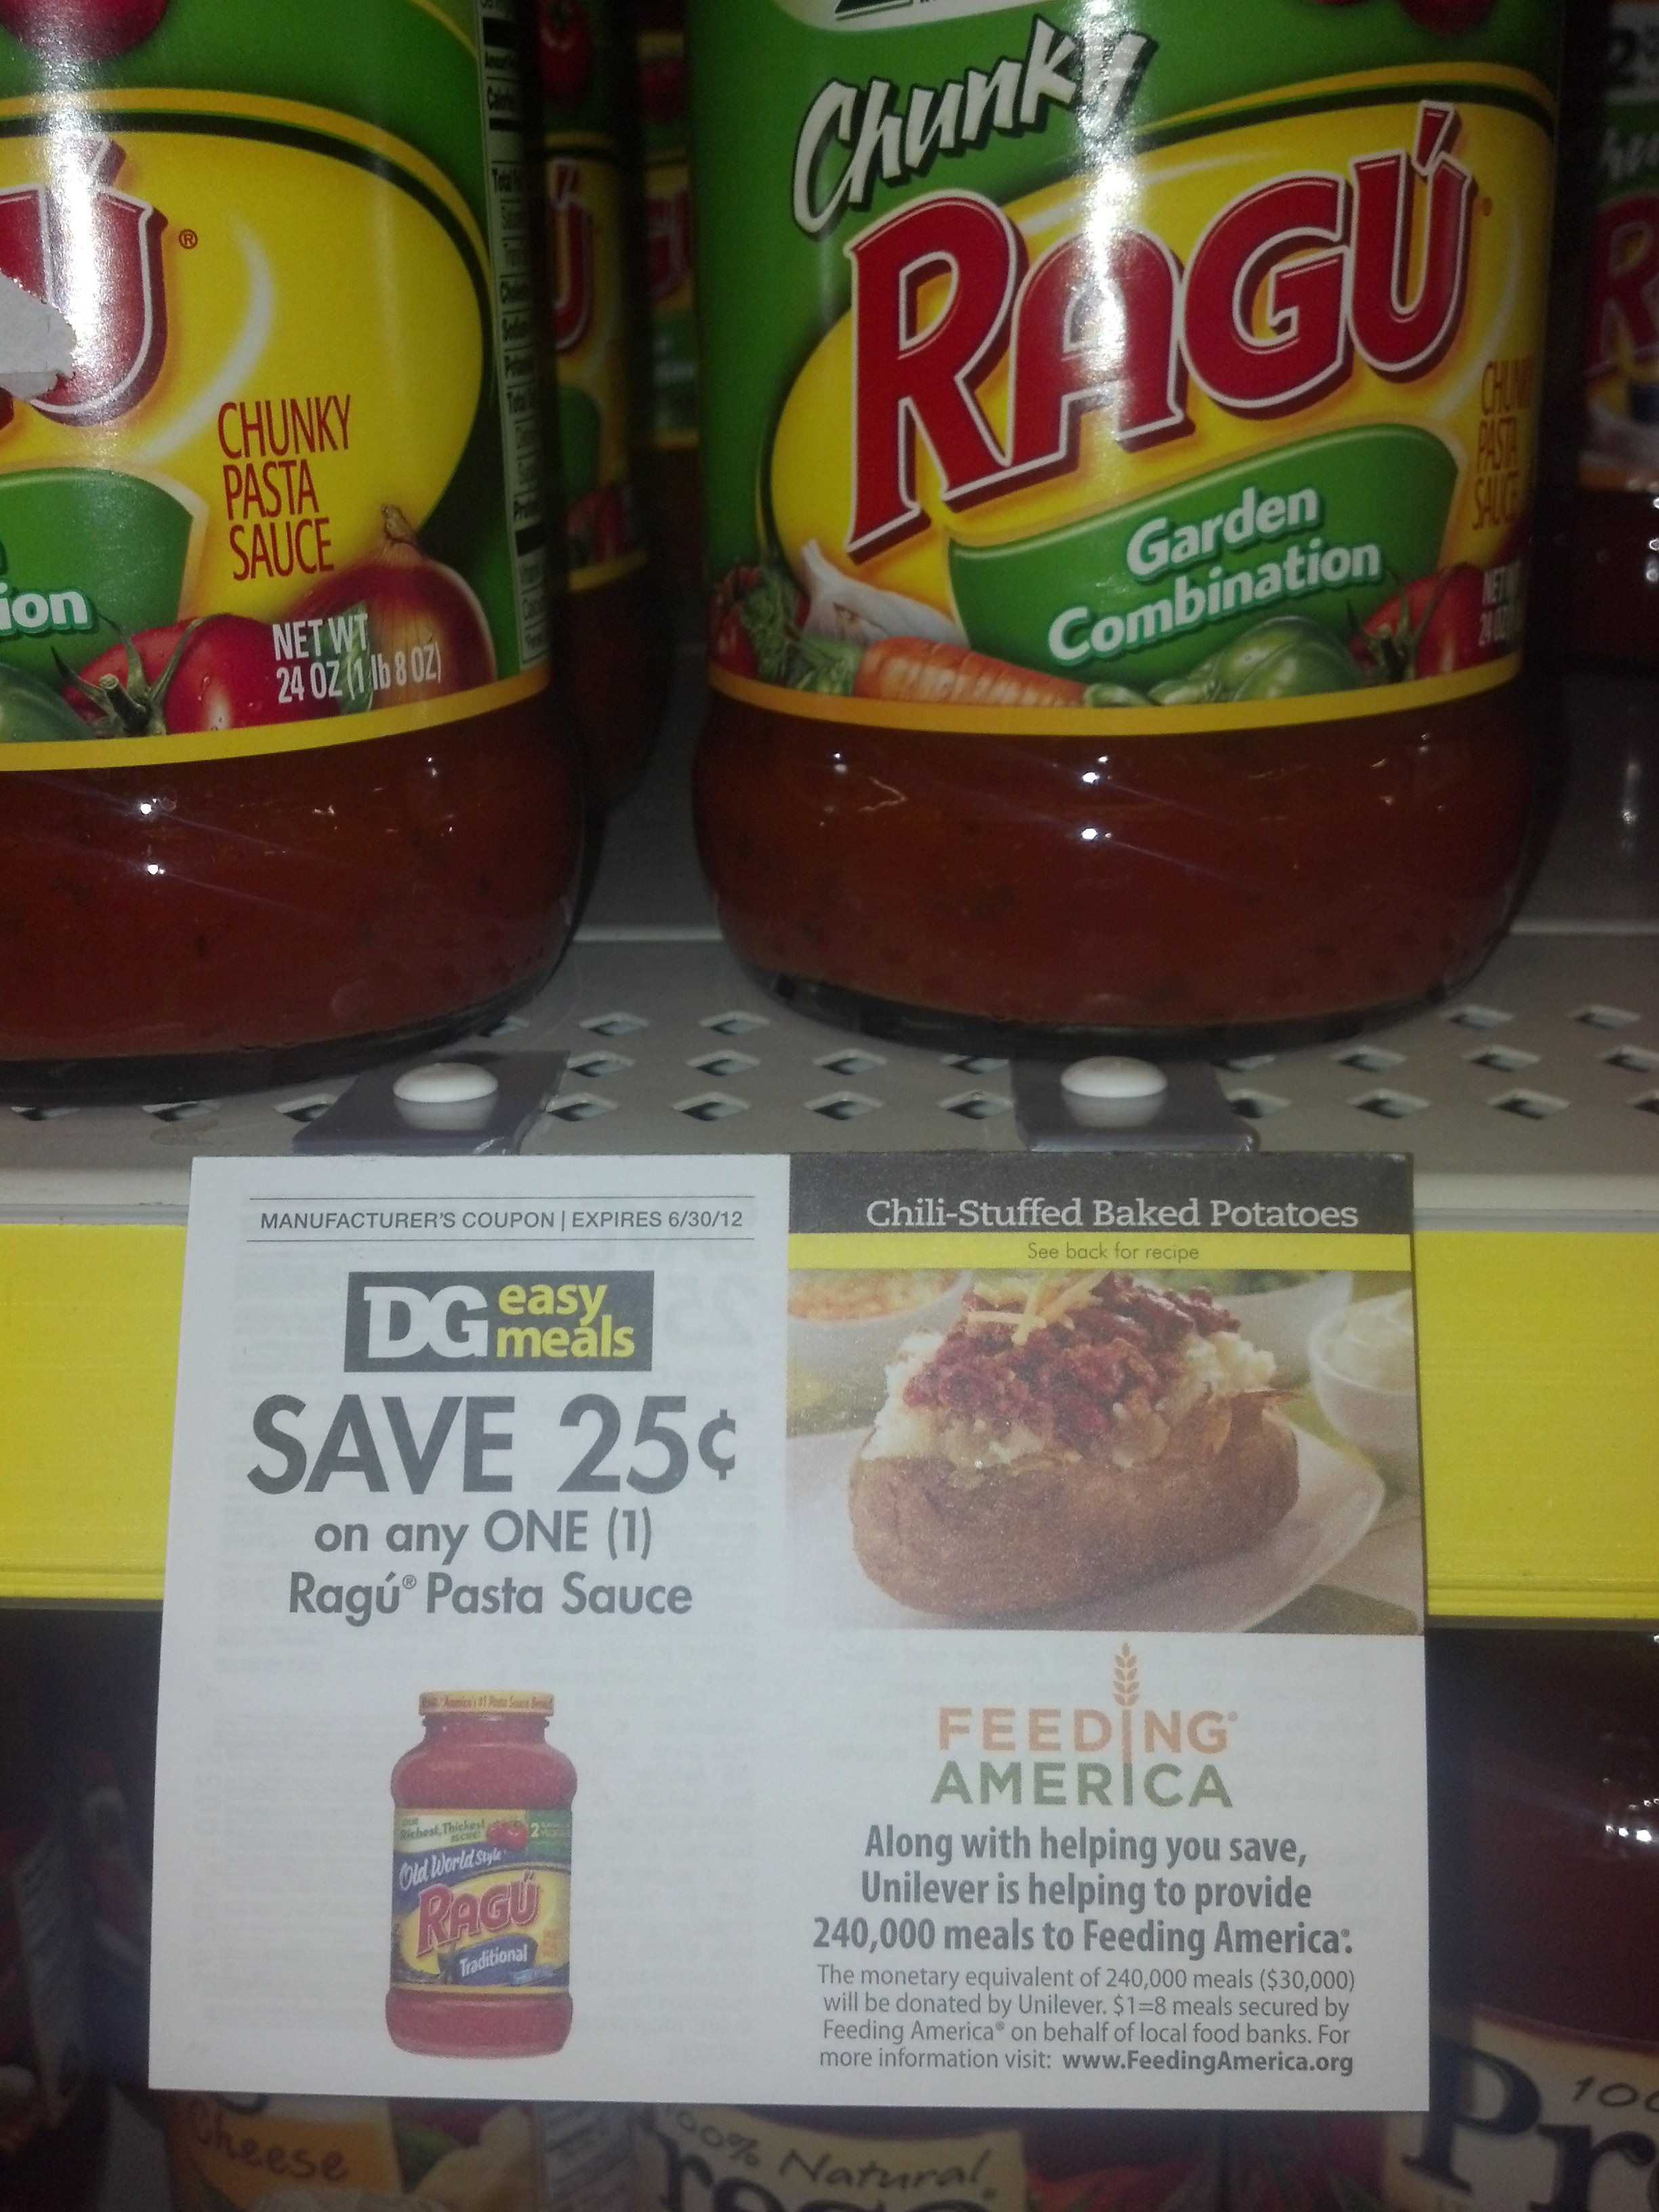 Chunky
RAGÚ
Garden
Combination
CHUNKY
PASTA
SAUCE
Ú®
CHUNKY
PASTA
SAUCE
NET WT
24 OZ (1 lb 8 OZ)
MANUFACTURER'S COUPON | EXPIRES 6/30/12
DG easy
meals
SAVE 25¢
on any ONE (1)
Ragú® Pasta Sauce
Richest, Thickest
Old World Style
RAGÚ
Traditional
Chili-Stuffed Baked Potatoes
See back for recipe
FEEDING®
AMERICA
Along with helping you save,
Unilever is helping to provide
240,000 meals to Feeding America®.
The monetary equivalent of 240,000 meals ($30,000)
will be donated by Unilever. $1=8 meals secured by
Feeding America® on behalf of local food banks. For
more information visit: www.FeedingAmerica.org
Cheese
100% Natural